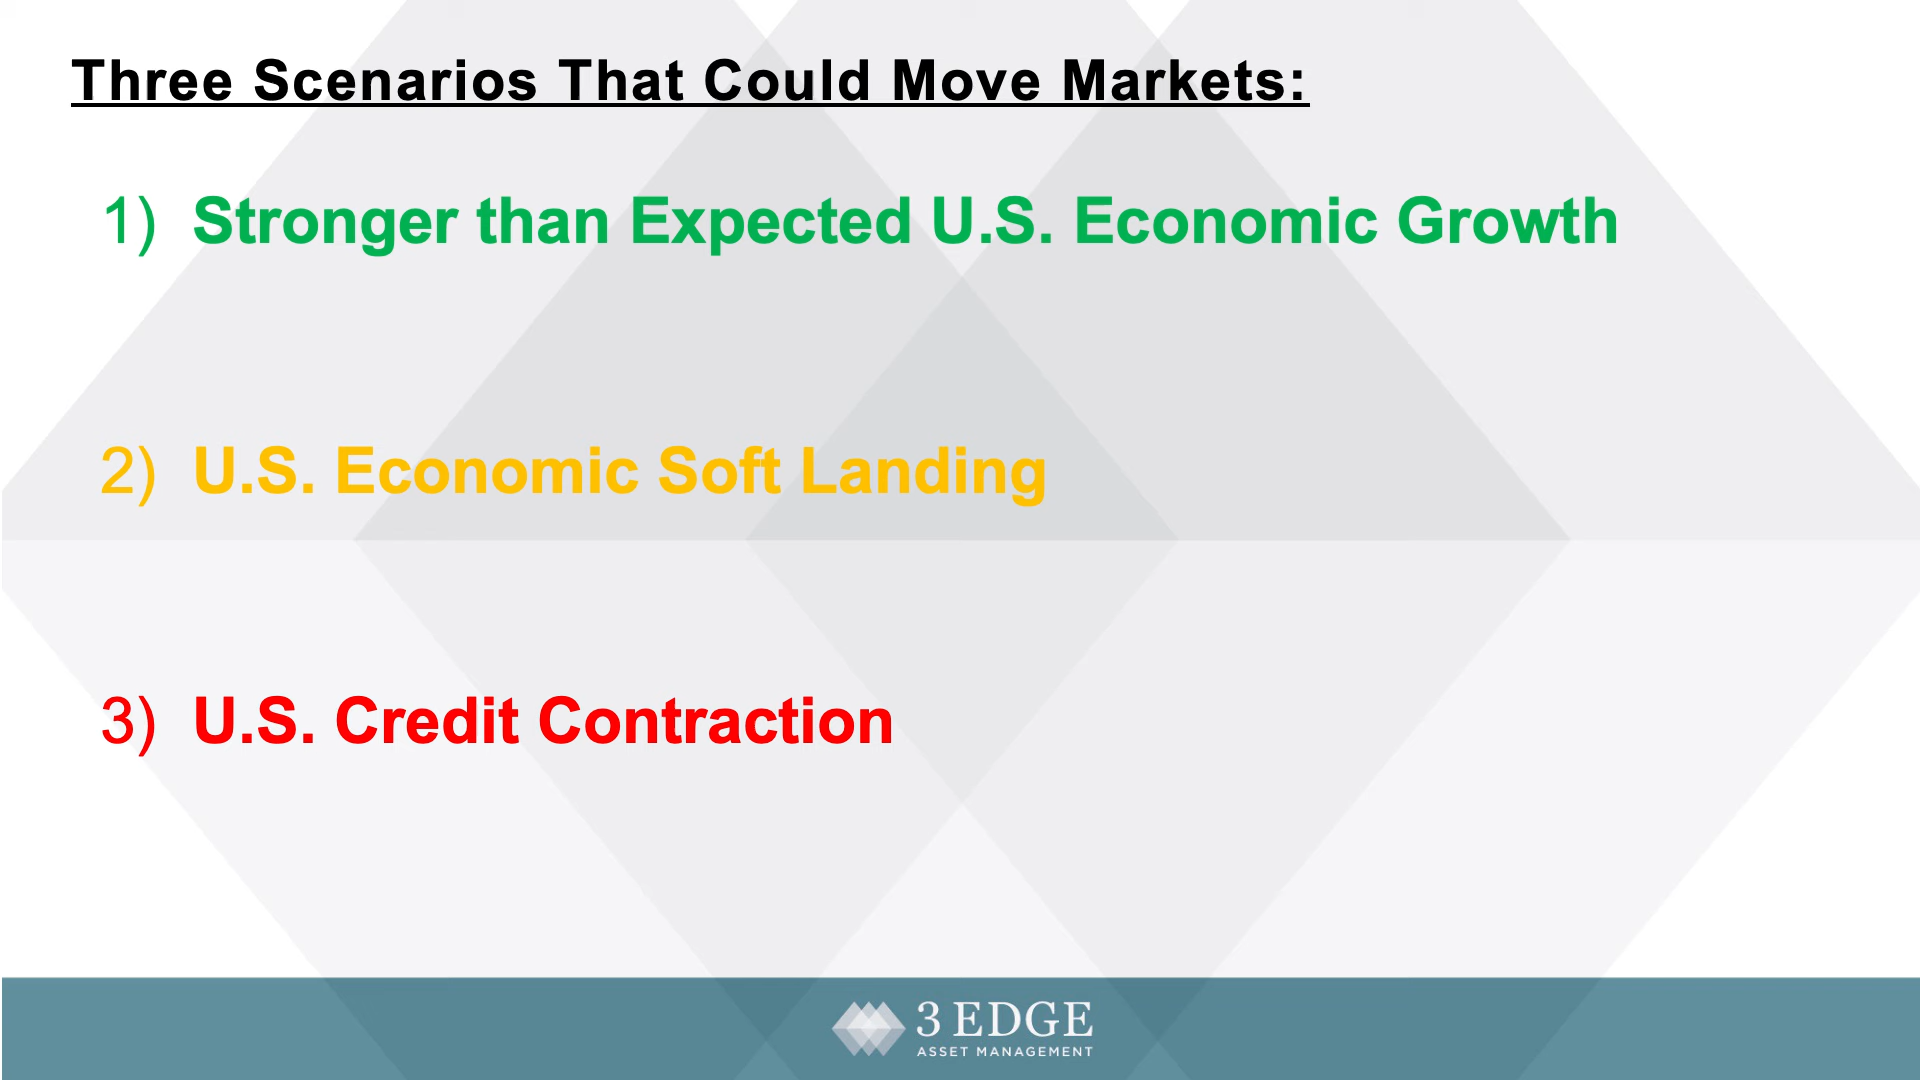 Three Scenarios That Could Move Markets:
1) Stronger than Expected U.S. Economic Growth
2) U.S. Economic Soft Landing
3) U.S. Credit Contraction
3 EDGE
ASSET MANAGEMENT